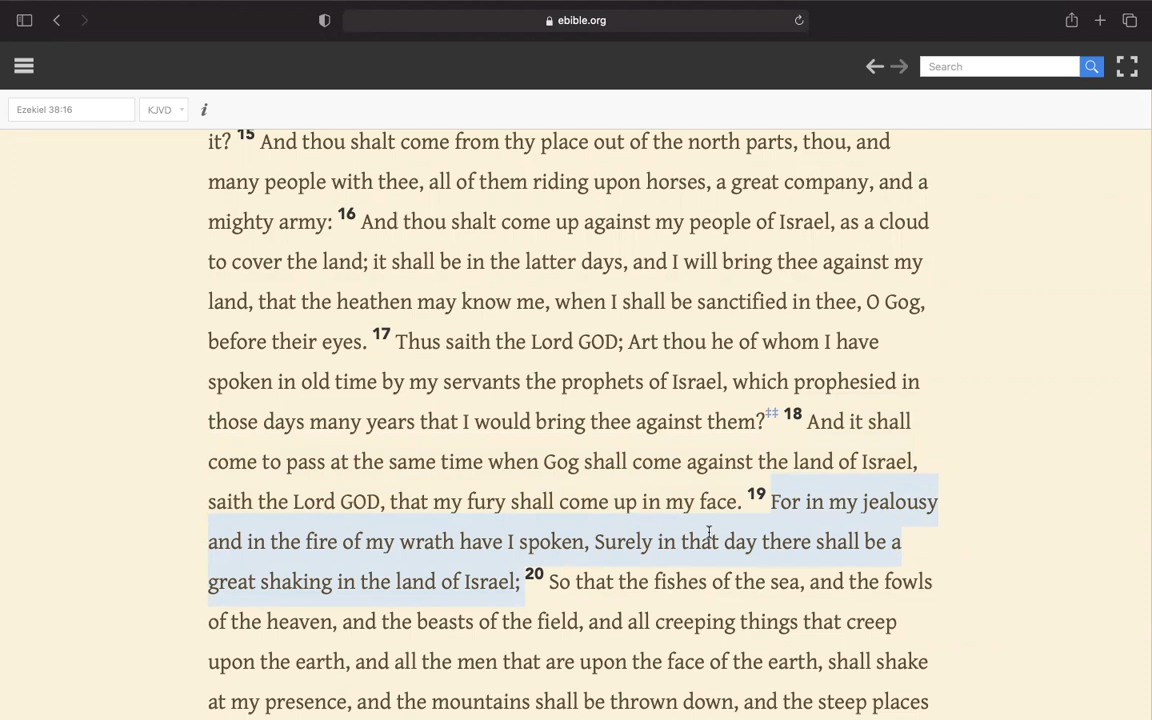 ebible.org
Search
Ezekiel 38:16 KJVD i
it? 15 And thou shalt come from thy place out of the north parts, thou, and
many people with thee, all of them riding upon horses, a great company, and a
mighty army: 16 And thou shalt come up against my people of Israel, as a cloud
to cover the land; it shall be in the latter days, and I will bring thee against my
land, that the heathen may know me, when I shall be sanctified in thee, O Gog,
before their eyes. 17 Thus saith the Lord GOD; Art thou he of whom I have
spoken in old time by my servants the prophets of Israel, which prophesied in
those days many years that I would bring thee against them?‡‡ 18 And it shall
come to pass at the same time when Gog shall come against the land of Israel,
saith the Lord GOD, that my fury shall come up in my face. 19 For in my jealousy
and in the fire of my wrath have I spoken, Surely in that day there shall be a
great shaking in the land of Israel; 20 So that the fishes of the sea, and the fowls
of the heaven, and the beasts of the field, and all creeping things that creep
upon the earth, and all the men that are upon the face of the earth, shall shake
at my presence, and the mountains shall be thrown down, and the steep places